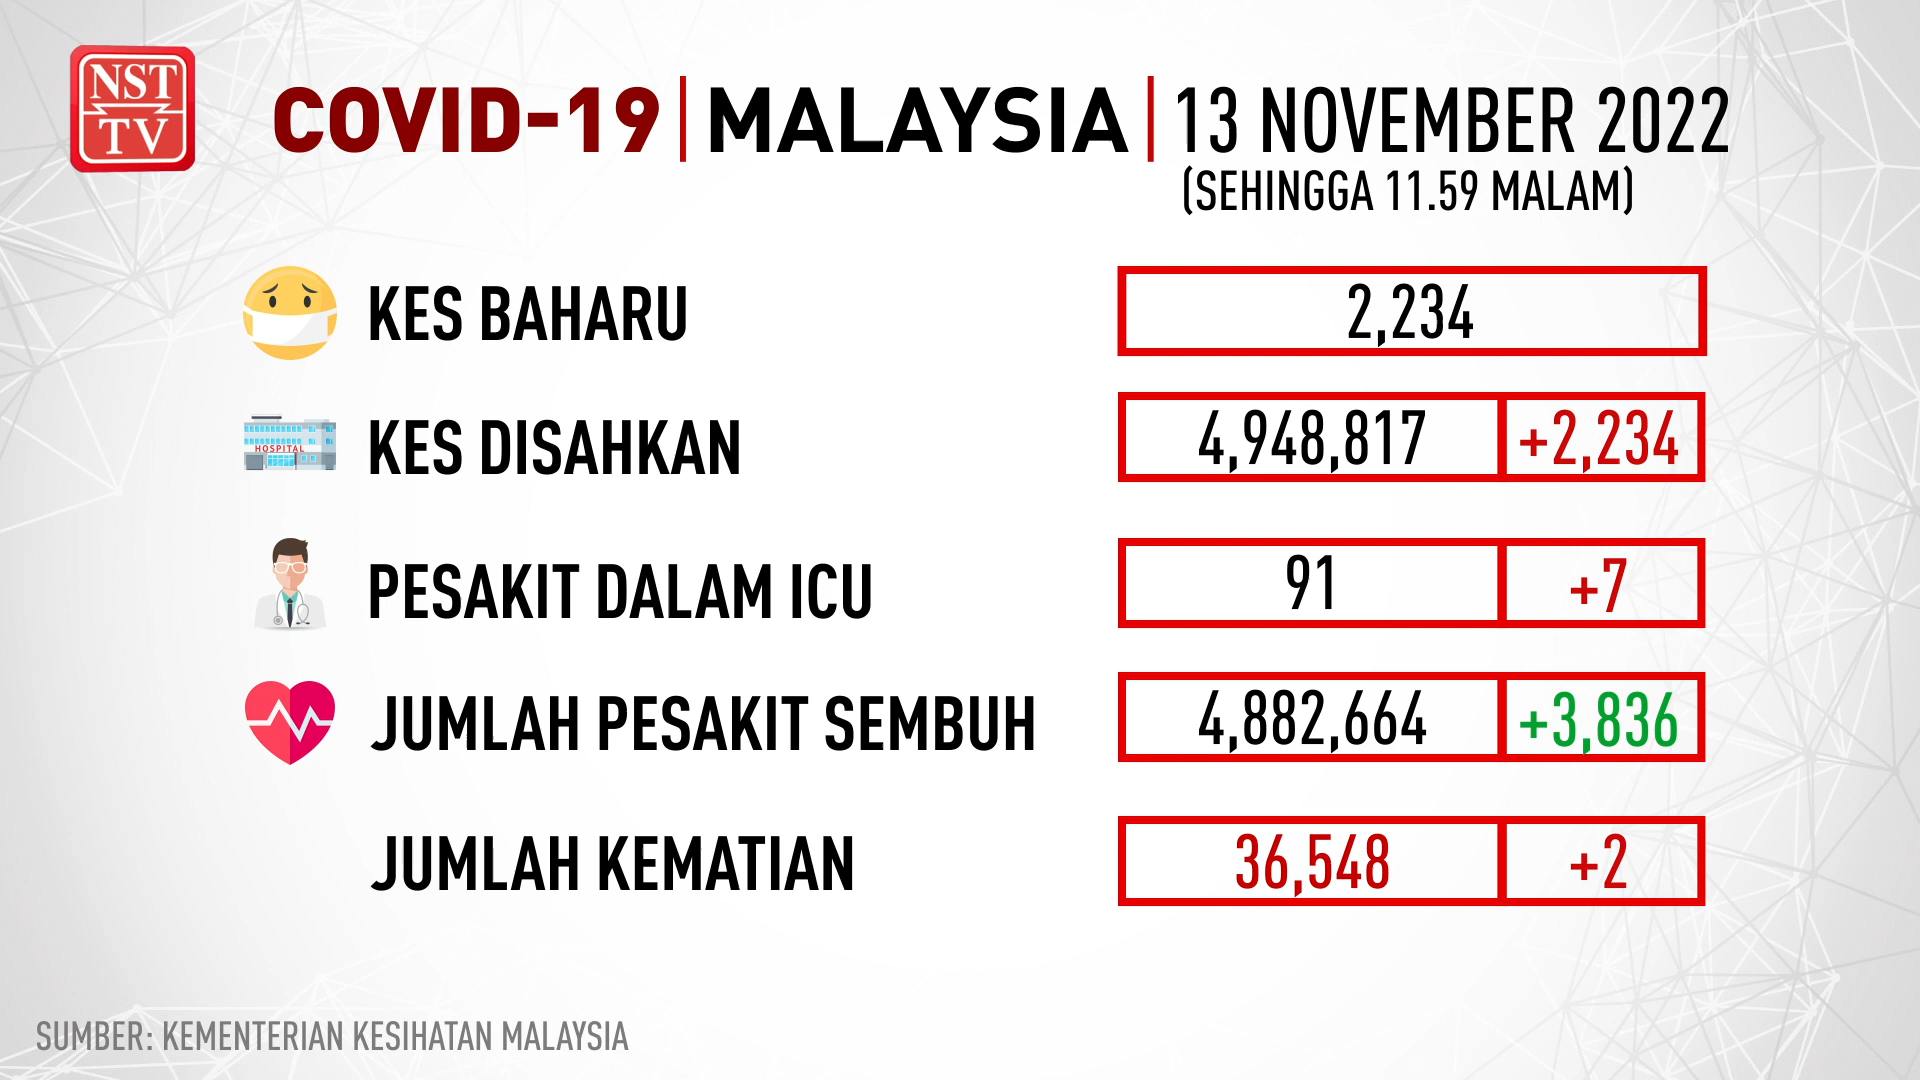 NST
TV
COVID-19 | MALAYSIA | 13 NOVEMBER 2022
(SEHINGGA 11.59 MALAM)
KES BAHARU 2,234
HOSPITAL
KES DISAHKAN 4,948,817 +2,234
PESAKIT DALAM ICU 91 +7
JUMLAH PESAKIT SEMBUH 4,882,664 +3,836
JUMLAH KEMATIAN 36,548 +2
SUMBER: KEMENTERIAN KESIHATAN MALAYSIA